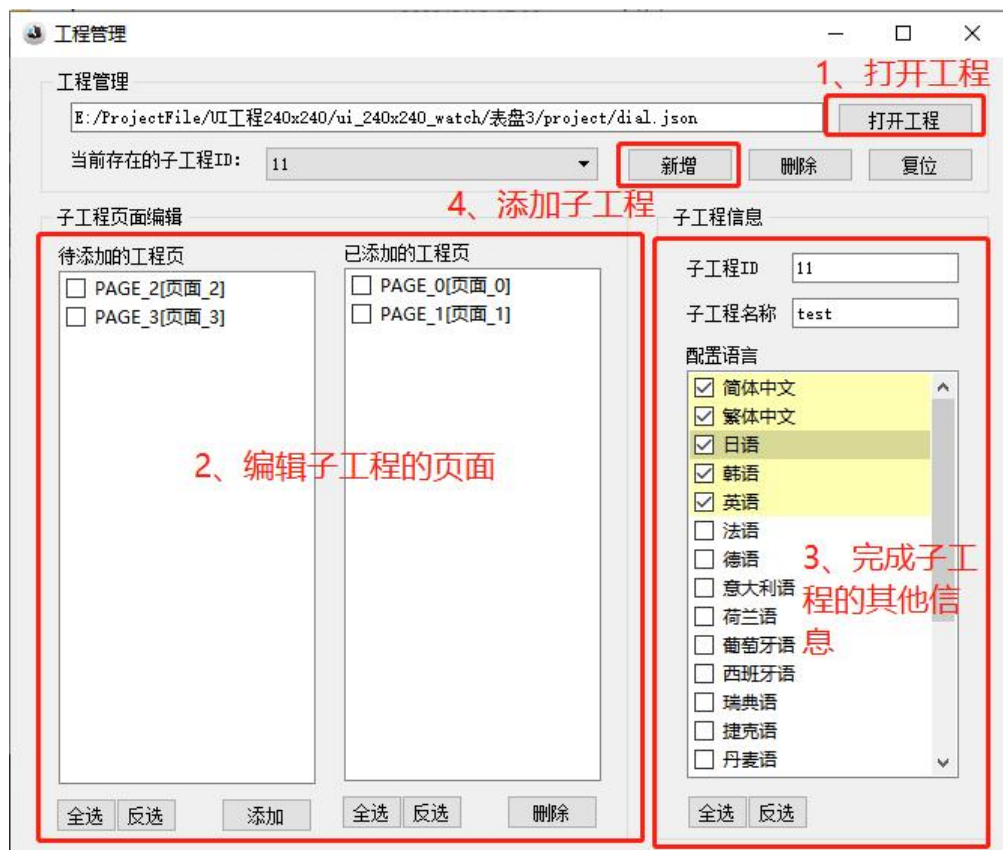 工程管理
工程管理
1、打开工程
E:/ProjectFile/UI工程240x240/ui_240x240_watch/表盘3/project/dial.json
打开工程
当前存在的子工程ID:
11
新增
删除
复位
4、添加子工程
子工程页面编辑
待添加的工程页
PAGE_2[页面_2]
PAGE_3[页面_3]
已添加的工程页
PAGE_0[页面_0]
PAGE_1[页面_1]
2、编辑子工程的页面
全选
反选
添加
全选
反选
删除
子工程信息
子工程ID
11
子工程名称
test
配置语言
简体中文
繁体中文
日语
韩语
英语
法语
德语
意大利语
荷兰语
葡萄牙语
西班牙语
瑞典语
捷克语
丹麦语
3、完成子工
程的其他信
息
全选
反选